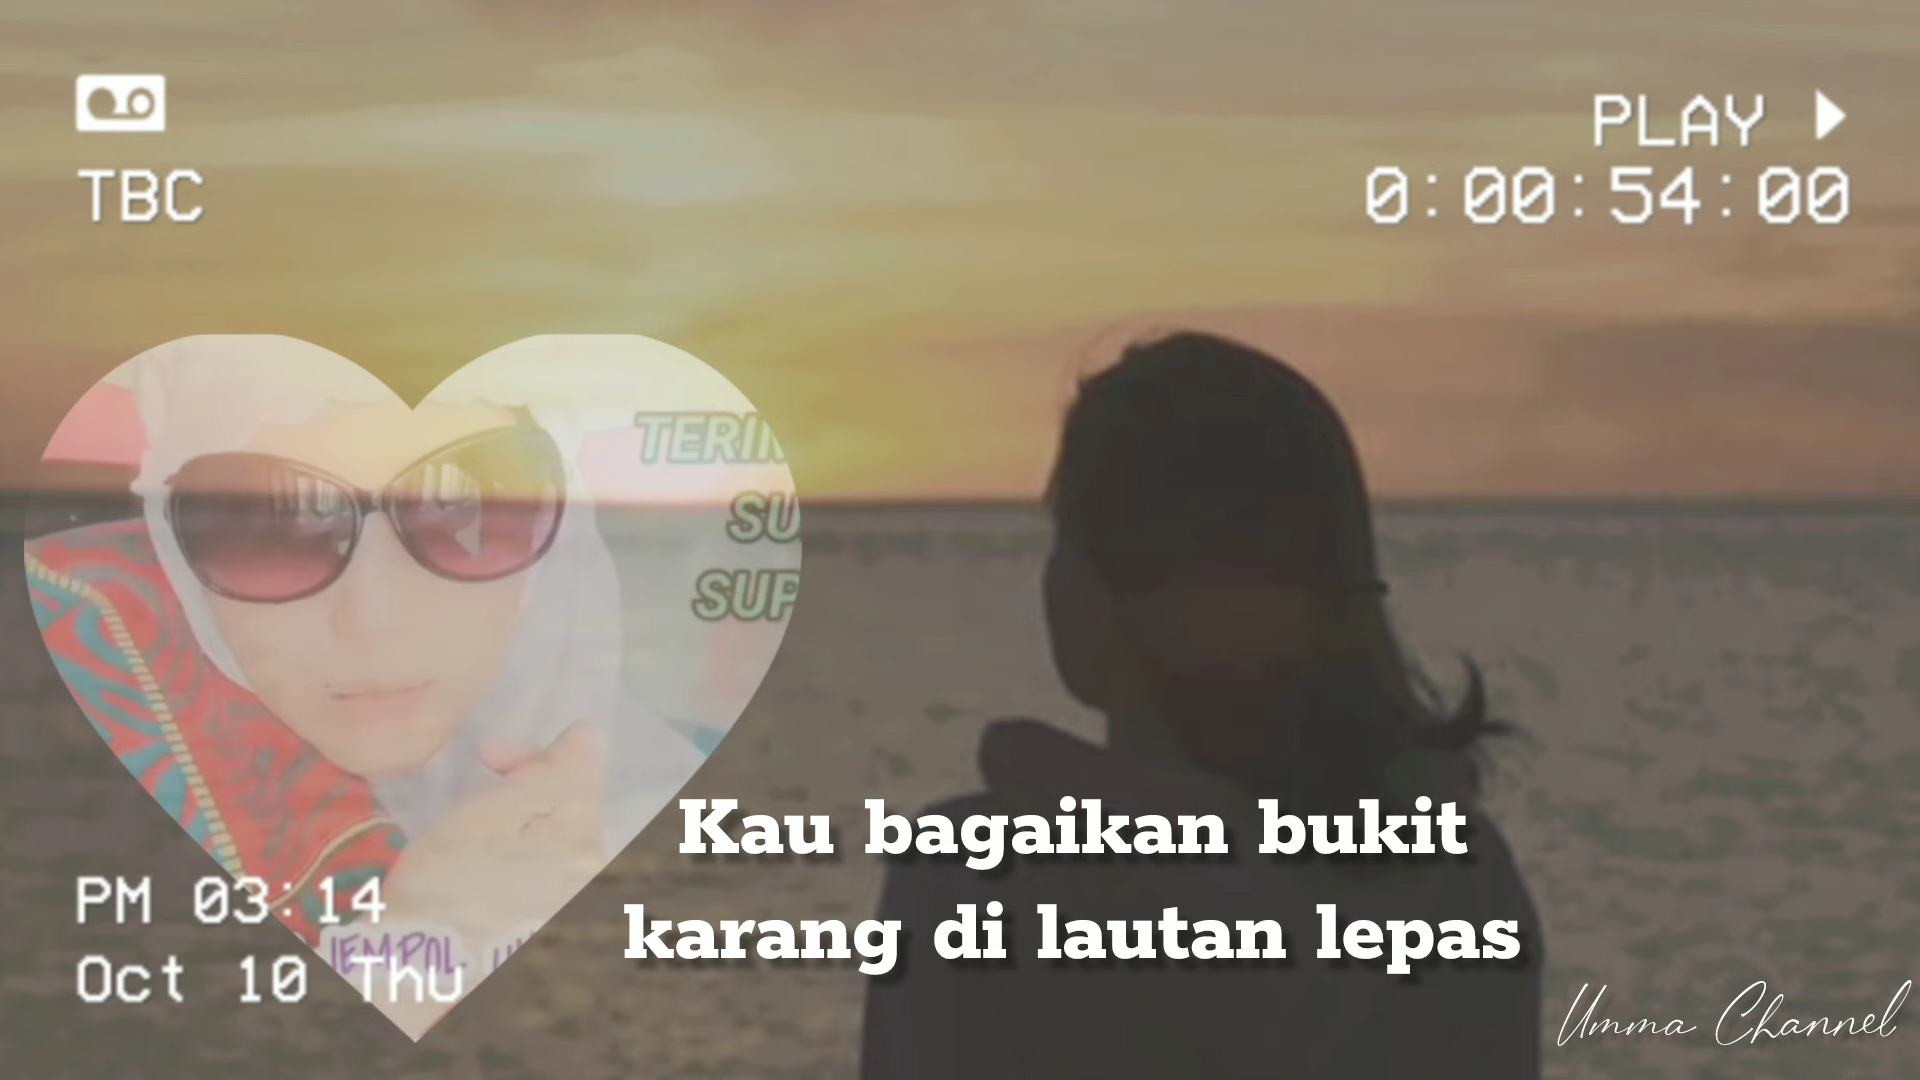 TBC
PLAY
0:00:54:00
SU
Kau bagaikan bukit
karang di lautan lepas
PM 03:14
Oct 10 Thu
Umma Channel